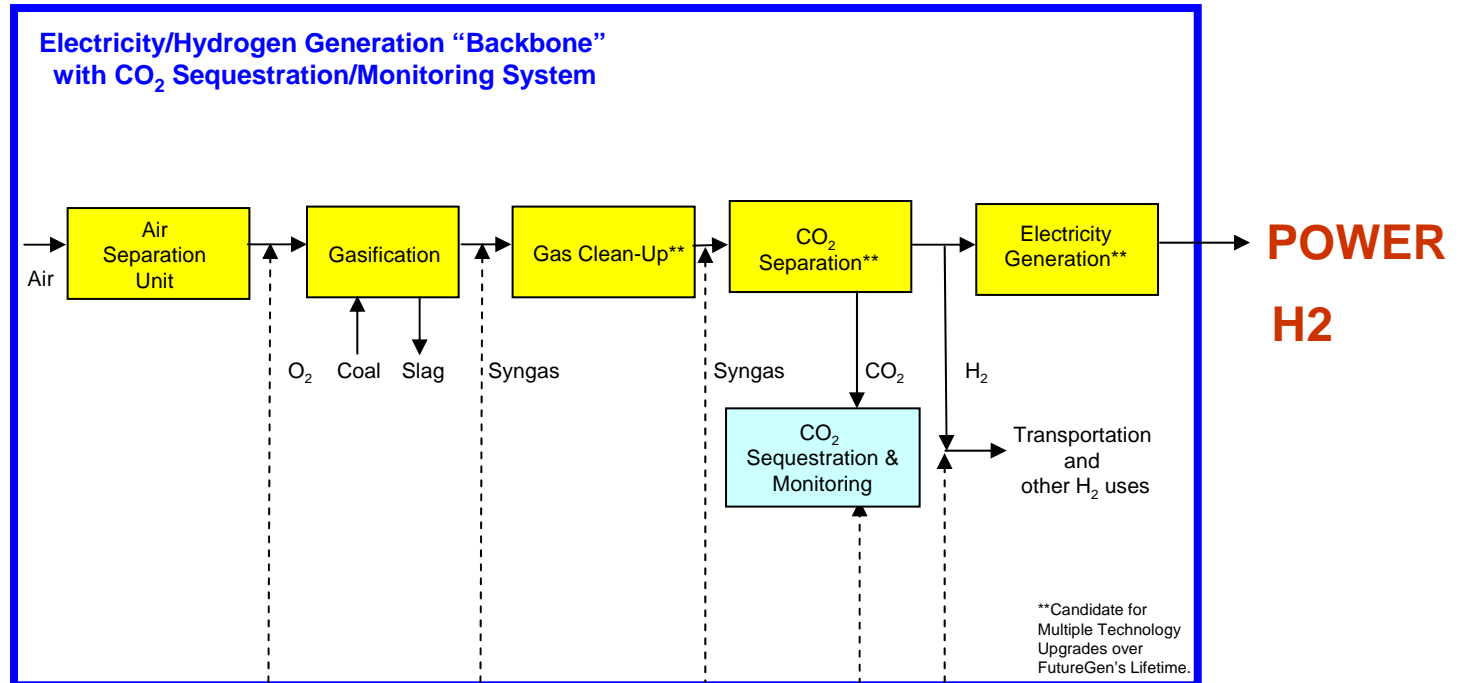 Electricity/Hydrogen Generation “Backbone”
with CO₂ Sequestration/Monitoring System
Air
Air
Separation
Unit
Gasification
Gas Clean-Up**
CO₂
Separation**
Electricity
Generation**
POWER
H2
O₂
Coal
Slag
Syngas
Syngas
CO₂
H₂
CO₂
Sequestration &
Monitoring
Transportation
and
other H₂ uses
**Candidate for
Multiple Technology
Upgrades over
FutureGen’s Lifetime.